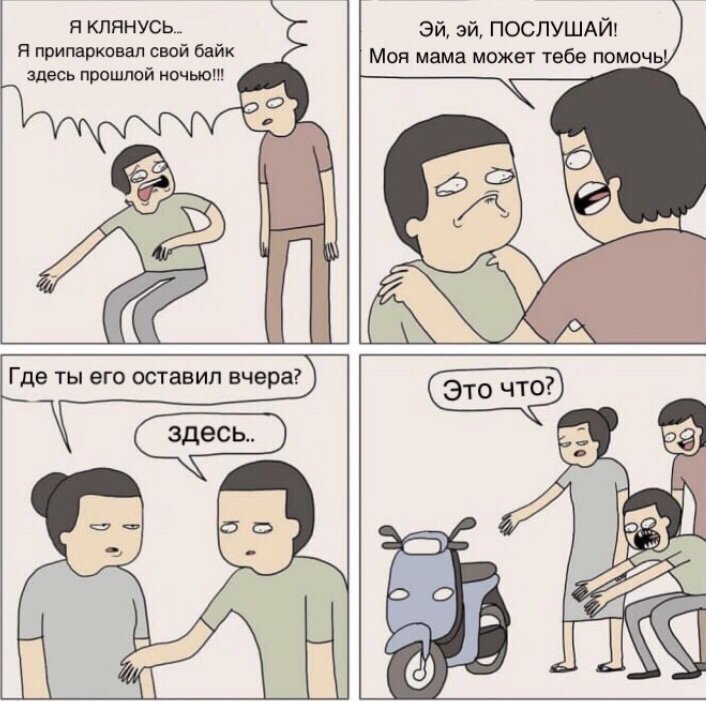 Я КЛЯНУСЬ...
Я припарковал свой байк
здесь прошлой ночью!!!
Эй, эй, ПОСЛУШАЙ!
Моя мама может тебе помочь!
Где ты его оставил вчера?
здесь..
Это что?